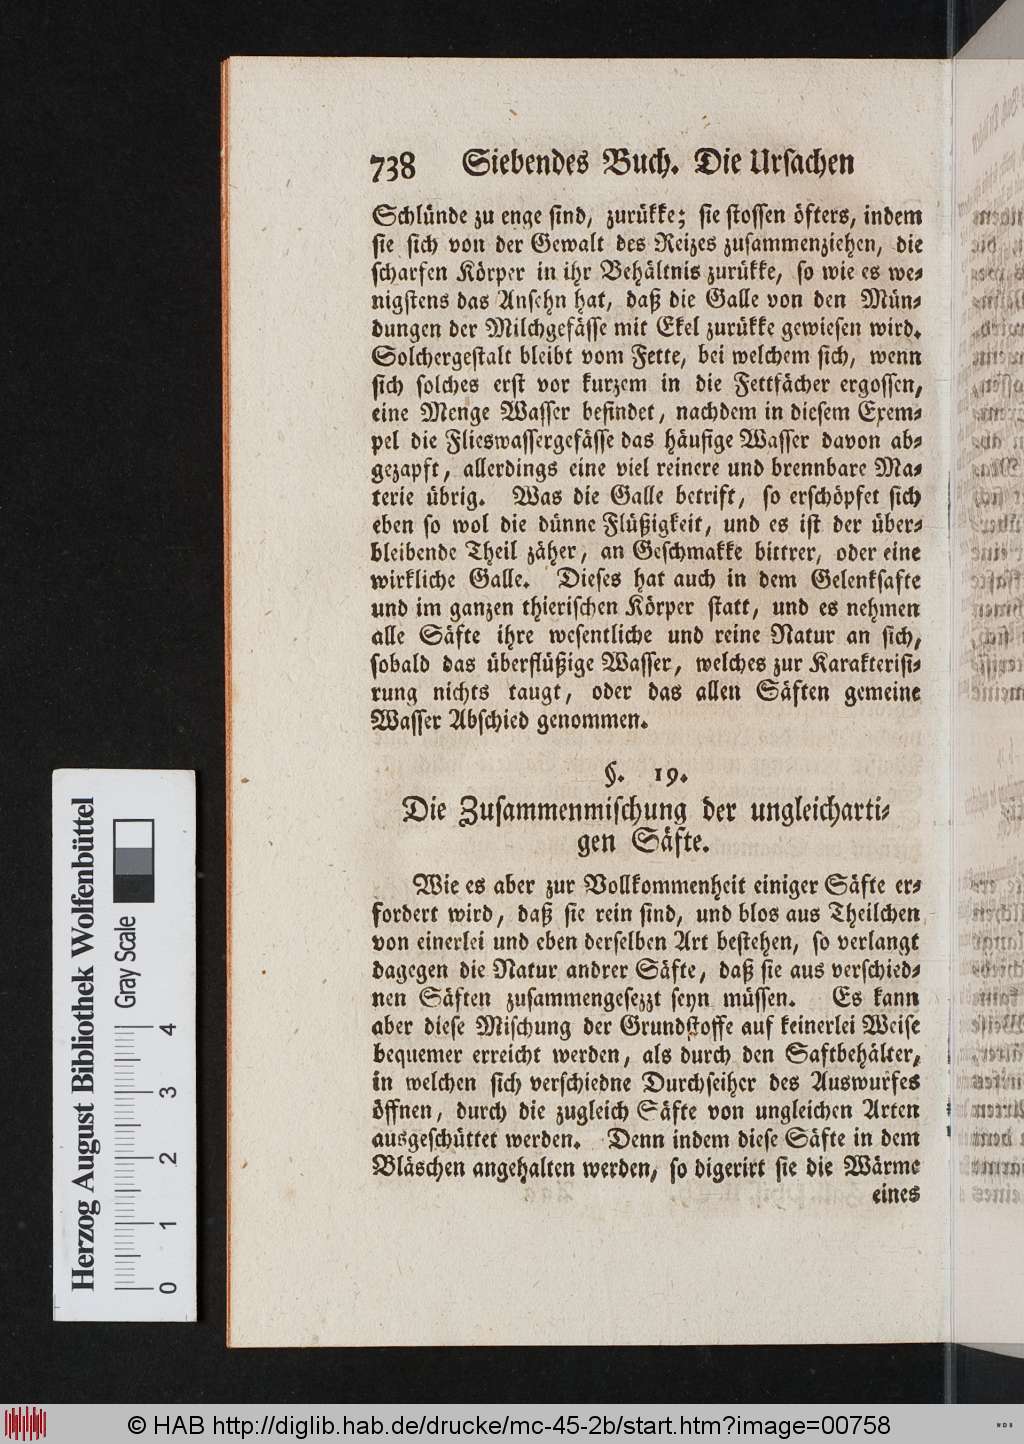 738 Siebendes Buch. Die Ursachen
Schlünde zu enge sind, zurükke; sie stossen öfters, indem
sie sich von der Gewalt des Reizes zusammenziehen, die
scharfen Körper in ihr Behältnis zurükke, so wie es we-
nigstens das Ansehn hat, daß die Galle von den Mün-
dungen der Milchgefässe mit Ekel zurükke gewiesen wird.
Solchergestalt bleibt vom Fette, bei welchem sich, wenn
sich solches erst vor kurzem in die Fettfächer ergossen,
eine Menge Wasser befindet, nachdem in diesem Exem-
pel die Flieswassergefässe das häufige Wasser davon ab-
gezapft, allerdings eine viel reinere und brennbare Ma-
terie übrig. Was die Galle betrift, so erschöpfet sich
eben so wol die dünne Flüßigkeit, und es ist der über-
bleibende Theil zäher, an Geschmakke bittrer, oder eine
wirkliche Galle. Dieses hat auch in dem Gelenksafte
und im ganzen thierischen Körper statt, und es nehmen
alle Säfte ihre wesentliche und reine Natur an sich,
sobald das überflüßige Wasser, welches zur Karakterisi-
rung nichts taugt, oder das allen Säften gemeine
Wasser Abschied genommen.
§. 19.
Die Zusammenmischung der ungleicharti-
gen Säfte.
Wie es aber zur Vollkommenheit einiger Säfte er-
fordert wird, daß sie rein sind, und blos aus Theilchen
von einerlei und eben derselben Art bestehen, so verlangt
dagegen die Natur andrer Säfte, daß sie aus verschied-
nen Säften zusammengesezzt seyn müssen. Es kann
aber diese Mischung der Grundstoffe auf keinerlei Weise
bequemer erreicht werden, als durch den Saftbehälter,
in welchen sich verschiedne Durchseiher des Auswurfes
öffnen, durch die zugleich Säfte von ungleichen Arten
ausgeschüttet werden. Denn indem diese Säfte in dem
Bläschen angehalten werden, so digerirt sie die Wärme
eines
Herzog August Bibliothek Wolfenbüttel
Gray Scale
0 1 2 3 4
© HAB http://diglib.hab.de/drucke/mc-45-2b/start.htm?image=00758